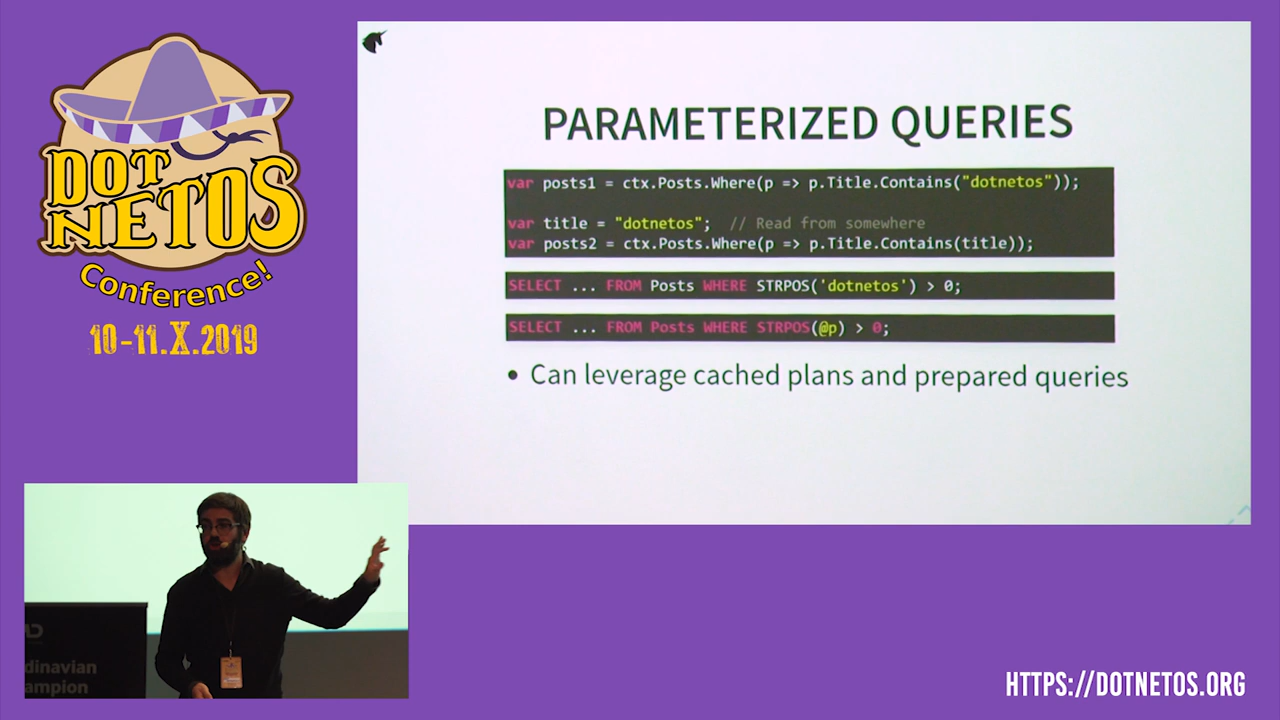 DOT
NETOS
Conference!
10-11.X.2019
PARAMETERIZED QUERIES
var posts1 = ctx.Posts.Where(p => p.Title.Contains("dotnetos"));
var title = "dotnetos";  // Read from somewhere
var posts2 = ctx.Posts.Where(p => p.Title.Contains(title));
SELECT ... FROM Posts WHERE STRPOS('dotnetos') > 0;
SELECT ... FROM Posts WHERE STRPOS(@p) > 0;
• Can leverage cached plans and prepared queries
dinavian
ampion
HTTPS://DOTNETOS.ORG